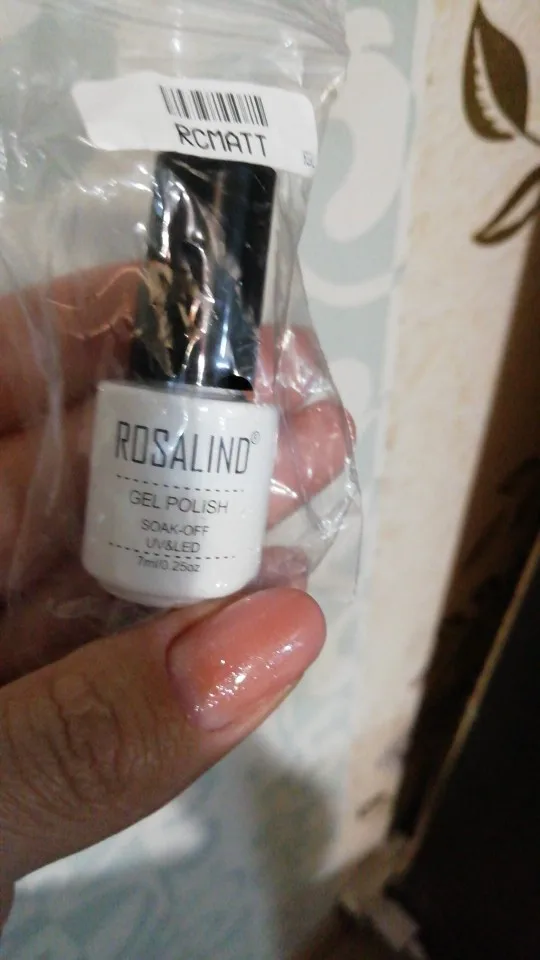 RCMATT
ROSALIND®
GEL POLISH
SOAK-OFF
UV&LED
7ml/0.25oz